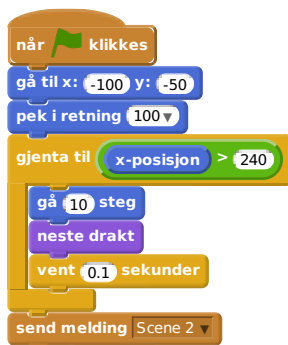 når klikkes
gå til x: -100 y: -50
pek i retning 100
gjenta til x-posisjon > 240
gå 10 steg
neste drakt
vent 0.1 sekunder
send melding Scene 2